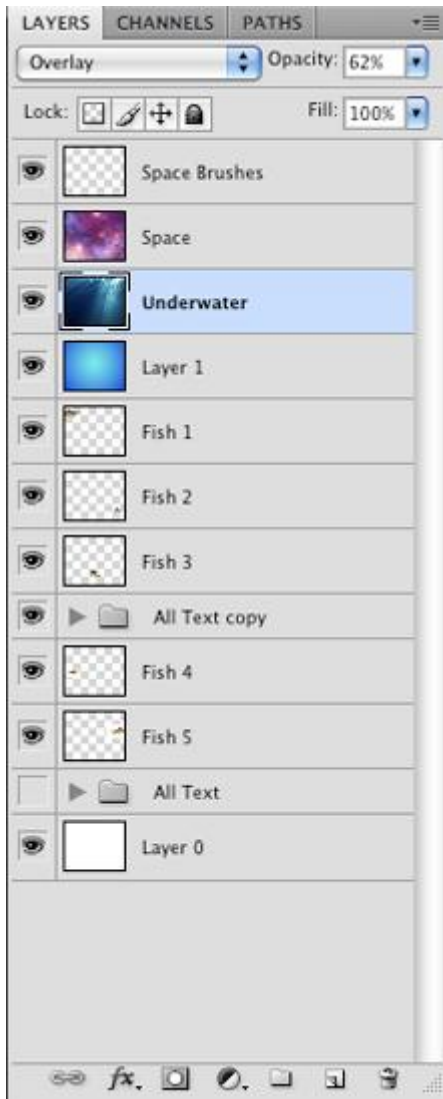 LAYERS CHANNELS PATHS
Overlay Opacity: 62%
Lock: Fill: 100%
Space Brushes
Space
Underwater
Layer 1
Fish 1
Fish 2
Fish 3
All Text copy
Fish 4
Fish 5
All Text
Layer 0
fx.